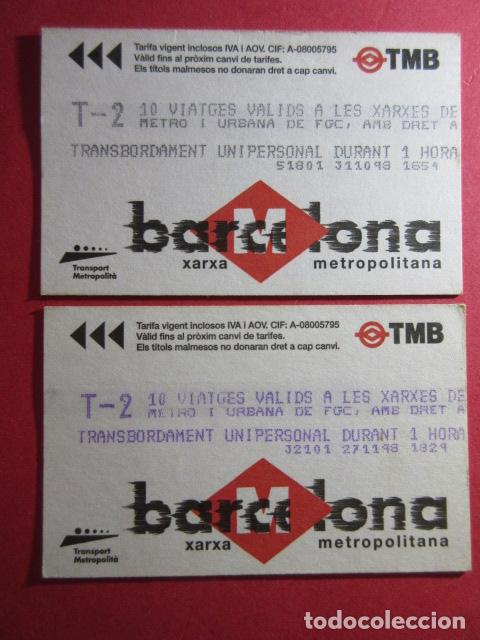 Tarifa vigent inclosos IVA i AOV. CIF: A-08005795
Vàlid fins al pròxim canvi de tarifes.
Els títols malmesos no donaran dret a cap canvi.
TMB
T-2 10 VIATGES VALIDS A LES XARXES DE
METRO I URBANA DE FGC, AMB DRET A
TRANSBORDAMENT UNIPERSONAL DURANT 1 HORA
51801 311098 1654
barcelona
M
xarxa metropolitana
Transport
Metropolità
Tarifa vigent inclosos IVA i AOV. CIF: A-08005795
Vàlid fins al pròxim canvi de tarifes.
Els títols malmesos no donaran dret a cap canvi.
TMB
T-2 10 VIATGES VALIDS A LES XARXES DE
METRO I URBANA DE FGC, AMB DRET A
TRANSBORDAMENT UNIPERSONAL DURANT 1 HORA
32101 271198 1829
barcelona
M
xarxa metropolitana
Transport
Metropolità
todocoleccion.net